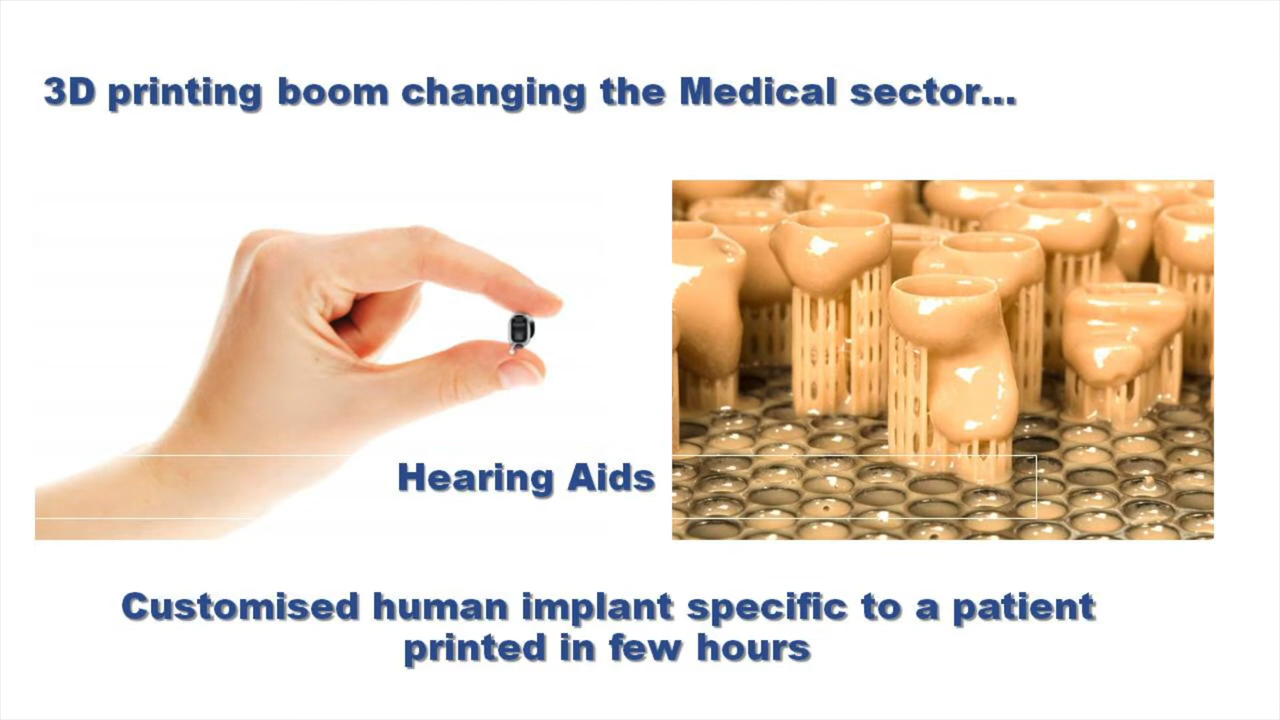 3D printing boom changing the Medical sector...
Hearing Aids
Customised human implant specific to a patient
printed in few hours